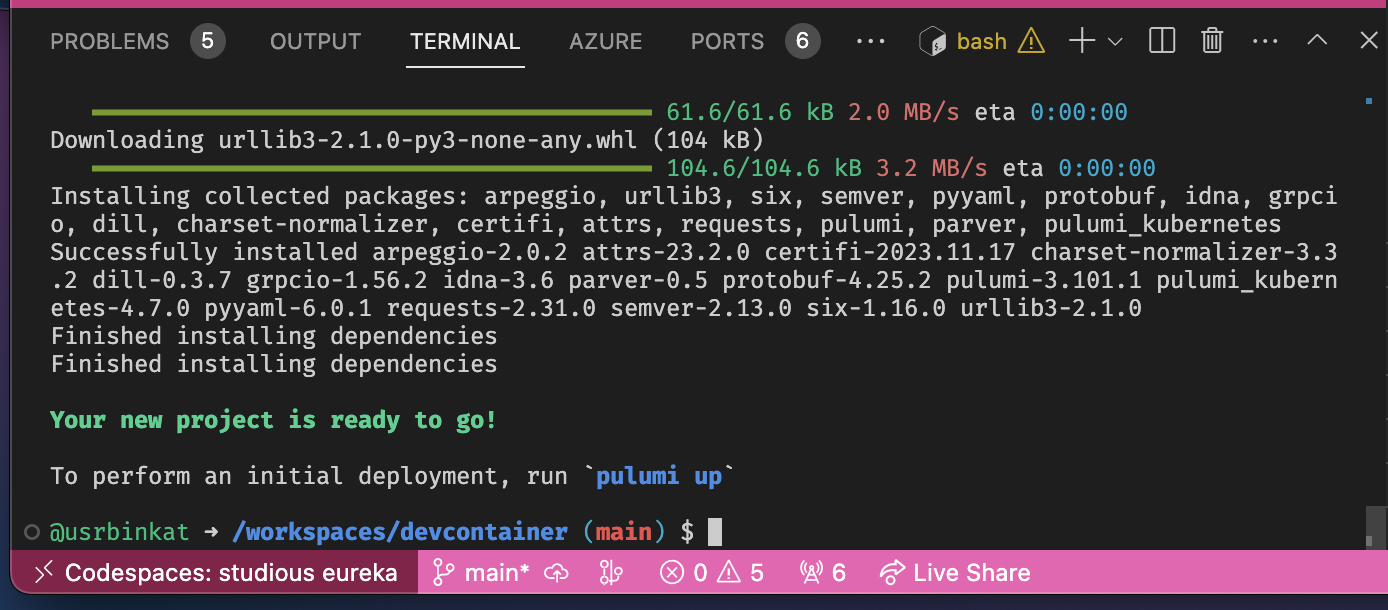 PROBLEMS 5 OUTPUT TERMINAL AZURE PORTS 6 ... bash ...
61.6/61.6 kB 2.0 MB/s eta 0:00:00
Downloading urllib3-2.1.0-py3-none-any.whl (104 kB)
104.6/104.6 kB 3.2 MB/s eta 0:00:00
Installing collected packages: arpeggio, urllib3, six, semver, pyyaml, protobuf, idna, grpci
o, dill, charset-normalizer, certifi, attrs, requests, pulumi, parver, pulumi_kubernetes
Successfully installed arpeggio-2.0.2 attrs-23.2.0 certifi-2023.11.17 charset-normalizer-3.3
.2 dill-0.3.7 grpcio-1.56.2 idna-3.6 parver-0.5 protobuf-4.25.2 pulumi-3.101.1 pulumi_kubern
etes-4.7.0 pyyaml-6.0.1 requests-2.31.0 semver-2.13.0 six-1.16.0 urllib3-2.1.0
Finished installing dependencies
Finished installing dependencies
Your new project is ready to go!
To perform an initial deployment, run `pulumi up`
@usrbinkat ➜ /workspaces/devcontainer (main) $
Codespaces: studious eureka main* 0 5 6 Live Share